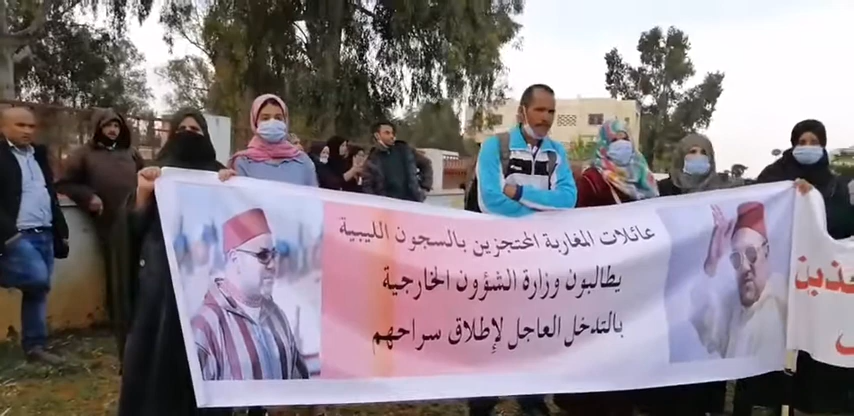 عائلات المغاربة المحتجزين بالسجون الليبية
يطالبون وزارة الشؤون الخارجية
بالتدخل العاجل لإطلاق سراحهم